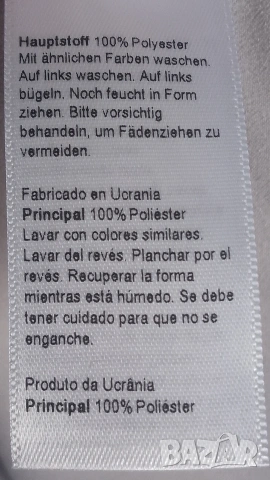 Hauptstoff 100% Polyester
Mit ähnlichen Farben waschen.
Auf links waschen. Auf links
bügeln. Noch feucht in Form
ziehen. Bitte vorsichtig
behandeln, um Fädenziehen zu
vermeiden.
Fabricado en Ucrania
Principal 100% Poliéster
Lavar con colores similares.
Lavar del revés. Planchar por el
revés. Recuperar la forma
mientras está húmedo. Se debe
tener cuidado para que no se
enganche.
Produto da Ucrânia
Principal 100% Poliéster
BAZAR